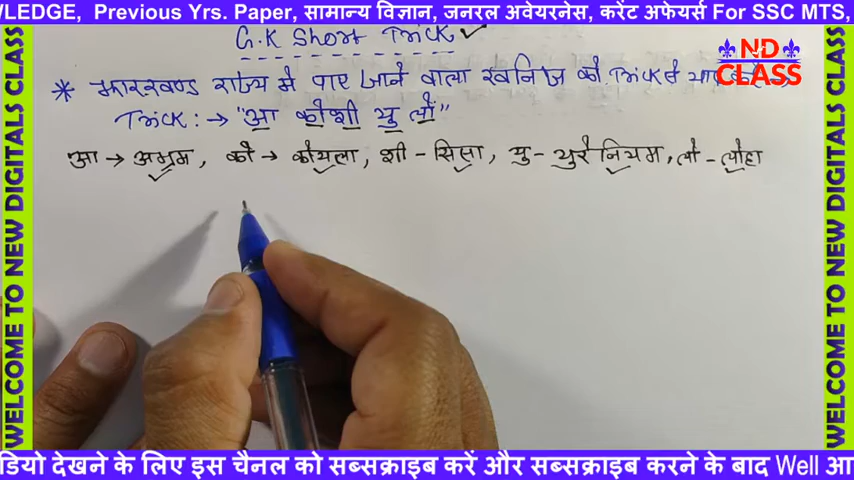 WLEDGE, Previous Yrs. Paper, सामान्य विज्ञान, जनरल अवेयरनेस, करेंट अफेयर्स For SSC MTS,
G.K Short Trick ✓
ND
CLASS
* झारखण्ड राज्य में पाए जाने वाला खनिज को Trick से
Trick :→ "आ कोशी यु लो"
आ → अभ्रम, को → कोयला, शी - सिसा, यु - युरेनियम, लो - लोहा
WELCOME TO NEW DIGITALS CLASS
WELCOME TO NEW DIGITALS CLASS
डियो देखने के लिए इस चैनल को सब्सक्राइब करें और सब्सक्राइब करने के बाद Well आ